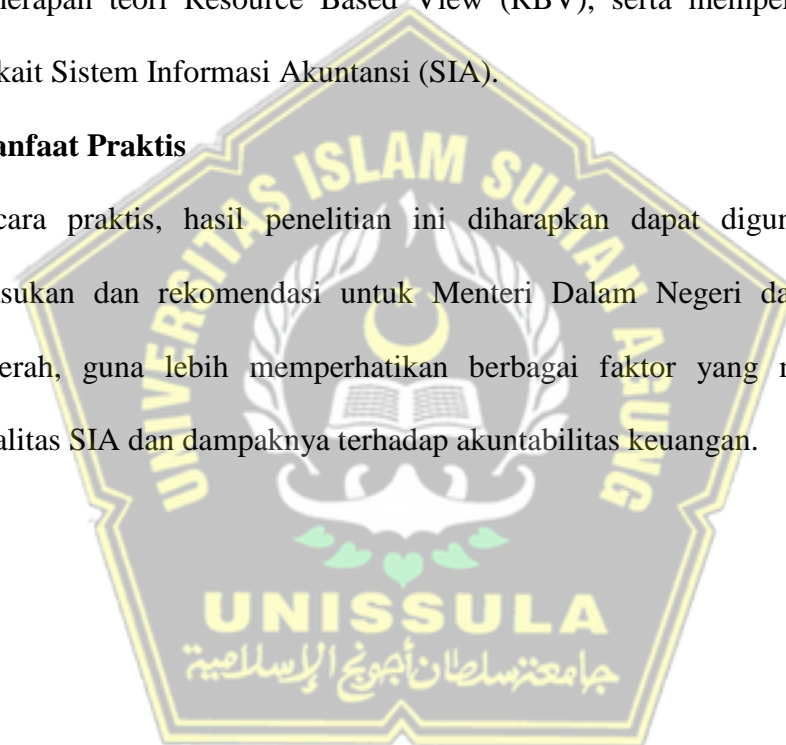 nerapan teori Resource Based View (RBV), serta memper
kait Sistem Informasi Akuntansi (SIA).
anfaat Praktis
cara praktis, hasil penelitian ini diharapkan dapat digun
asukan dan rekomendasi untuk Menteri Dalam Negeri da
erah, guna lebih memperhatikan berbagai faktor yang
alitas SIA dan dampaknya terhadap akuntabilitas keuangan.
UNIVERSITAS ISLAM SULTAN AGUNG
UNISSULA
جامعة سلطان أجونج الإسلامية